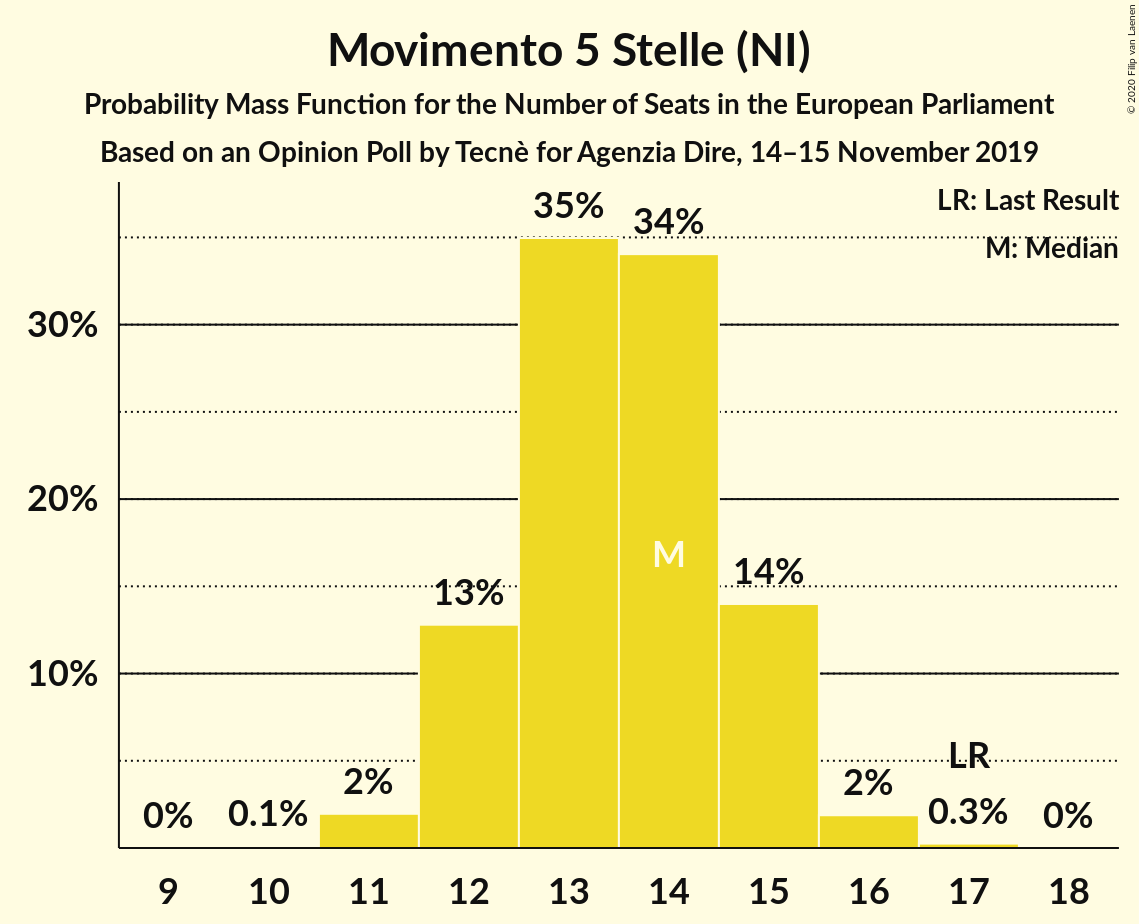 Movimento 5 Stelle (NI)
Probability Mass Function for the Number of Seats in the European Parliament
Based on an Opinion Poll by Tecnè for Agenzia Dire, 14–15 November 2019
© 2020 Filip van Laenen
LR: Last Result
M: Median
35%
34%
30%
20%
10%
M
13%
14%
LR
0%
0.1%
2%
2%
0.3%
0%
9 10 11 12 13 14 15 16 17 18